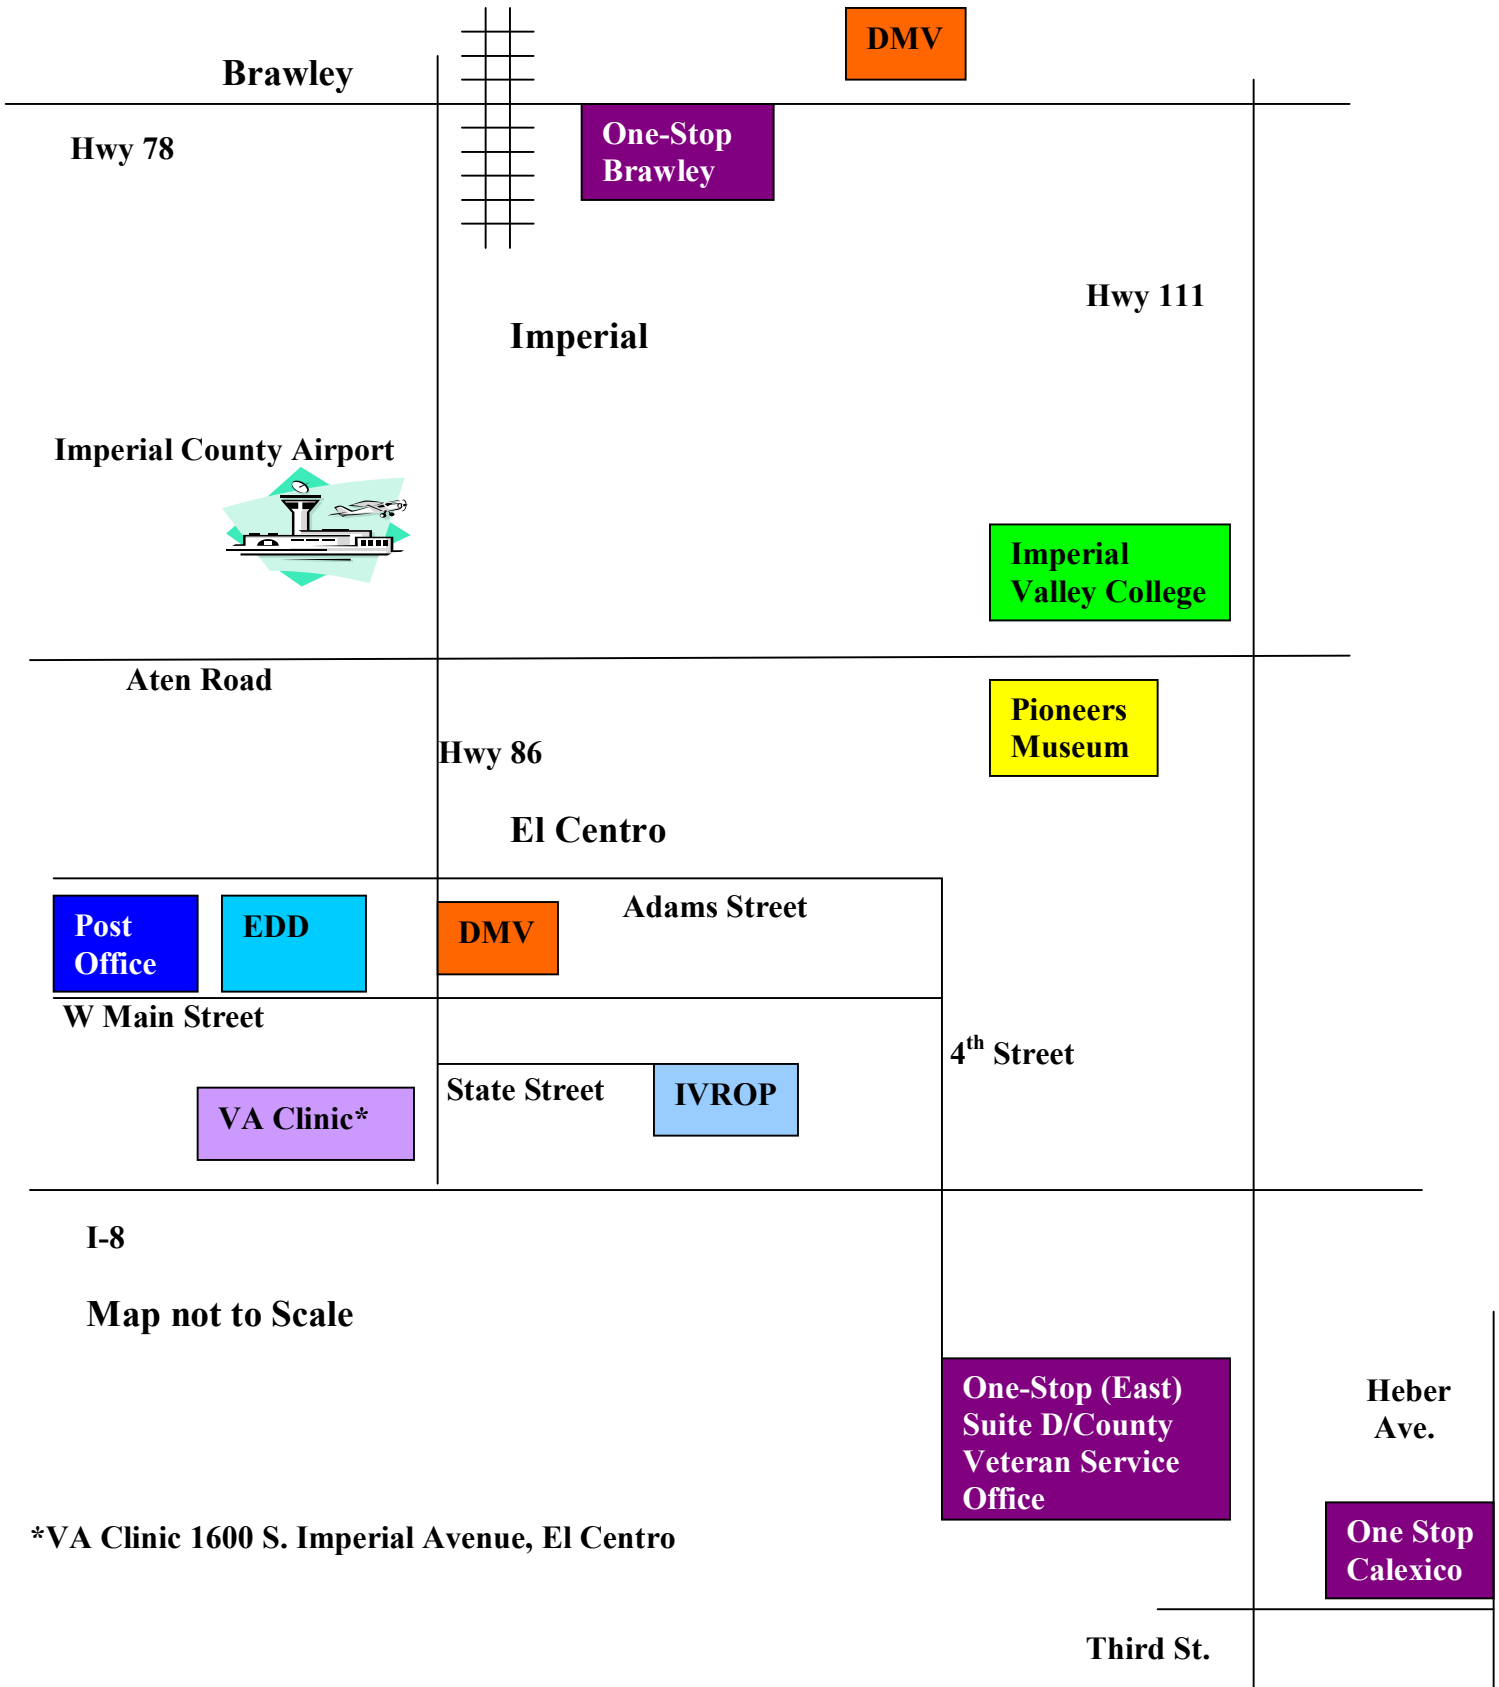 DMV
Brawley
Hwy 78
One-Stop
Brawley
Hwy 111
Imperial
Imperial County Airport
Imperial
Valley College
Aten Road
Pioneers
Museum
Hwy 86
El Centro
Post
Office
EDD
DMV
Adams Street
W Main Street
4th Street
State Street
IVROP
VA Clinic*
I-8
Map not to Scale
One-Stop (East)
Suite D/County
Veteran Service
Office
Heber
Ave.
*VA Clinic 1600 S. Imperial Avenue, El Centro
One Stop
Calexico
Third St.